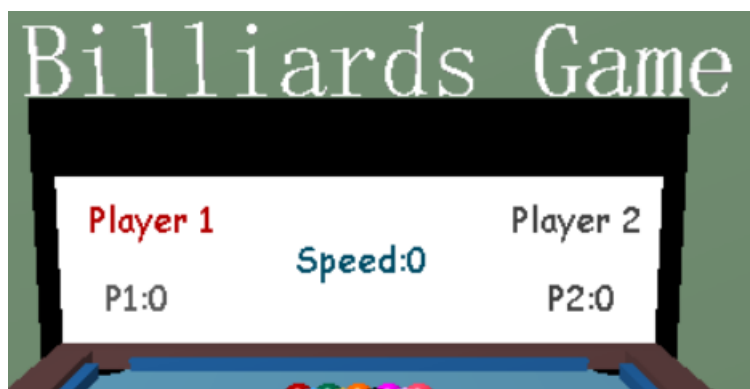 Billiards Game
Player 1
Player 2
Speed:0
P1:0
P2:0